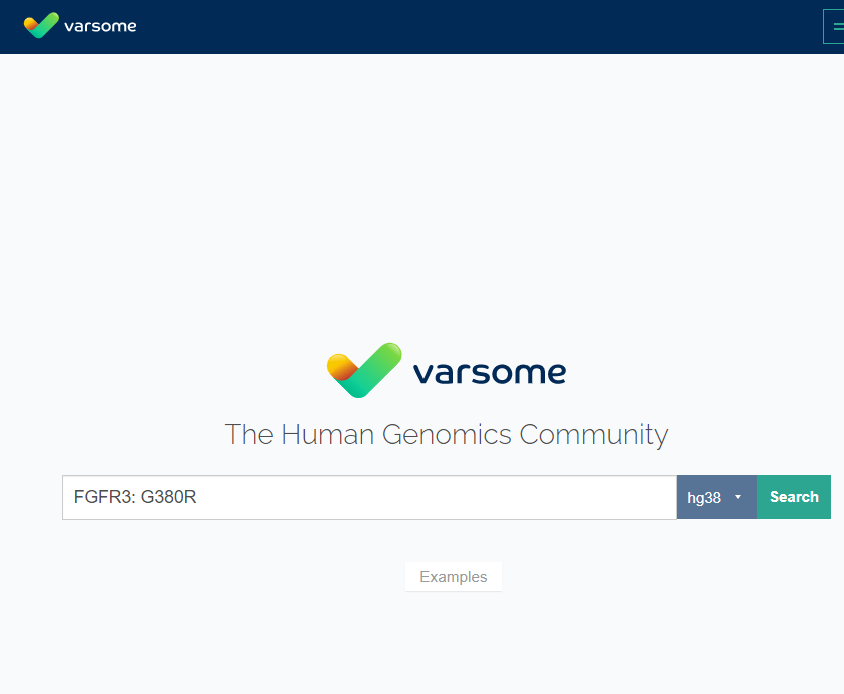 varsome
varsome
The Human Genomics Community
FGFR3: G380R
hg38
Search
Examples